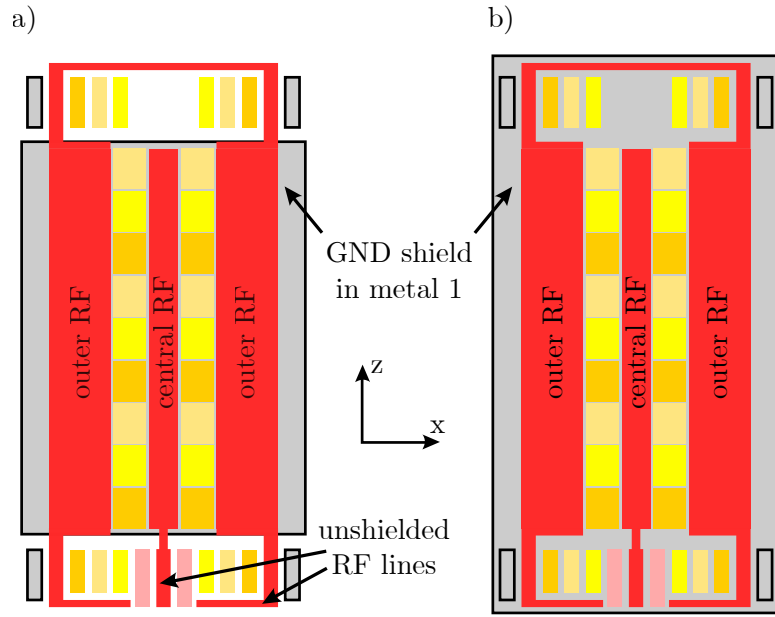 a)
b)
outer RF
central RF
outer RF
GND shield
in metal 1
outer RF
central RF
outer RF
z
x
unshielded
RF lines